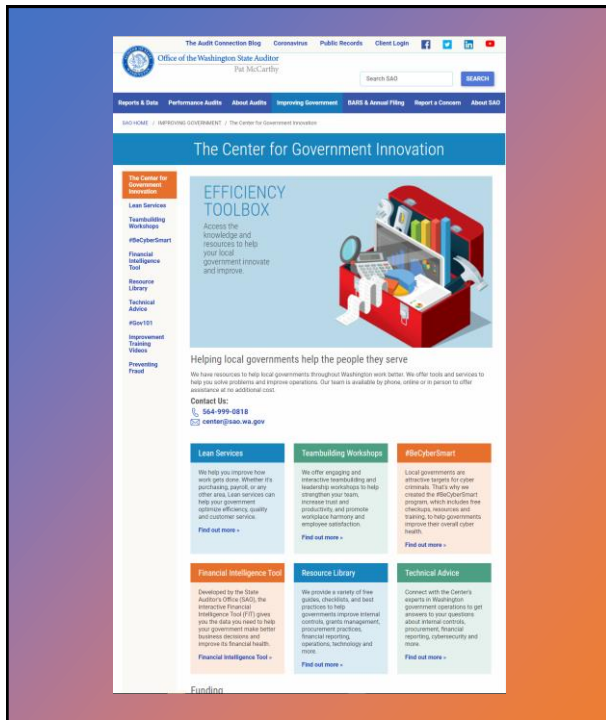 The Audit Connection Blog Coronavirus Public Records Client Login
Office of the Washington State Auditor
Pat McCarthy
Search SAO SEARCH
Reports & Data Performance Audits About Audits Improving Government BARS & Annual Filing Report a Concern About SAO
SAO HOME / IMPROVING GOVERNMENT / The Center for Government Innovation
The Center for Government Innovation
The Center for
Government
Innovation
Lean Services
Teambuilding
Workshops
#BeCyberSmart
Financial
Intelligence
Tool
Resource
Library
Technical
Advice
#Gov101
Improvement
Training
Videos
Preventing
Fraud
EFFICIENCY
TOOLBOX
Access the
knowledge and
resources to help
your local
government innovate
and improve.
Helping local governments help the people they serve
We have resources to help local governments throughout Washington work better. We offer tools and services to
help you solve problems and improve operations. Our team is available by phone, online or in person to offer
assistance at no additional cost.
Contact Us:
564-999-0818
center@sao.wa.gov
Lean Services
We help you improve how
work gets done. Whether it's
purchasing, payroll, or any
other area, Lean services can
help your government
optimize efficiency, quality
and customer service.
Find out more »
Teambuilding Workshops
We offer engaging and
interactive teambuilding and
leadership workshops to help
strengthen your team,
increase trust and
productivity, and promote
workplace harmony and
employee satisfaction.
Find out more »
#BeCyberSmart
Local governments are
attractive targets for cyber
criminals. That's why we
created the #BeCyberSmart
program, which includes free
checkups, resources and
training, to help governments
improve their overall cyber
health.
Find out more »
Financial Intelligence Tool
Developed by the State
Auditor's Office (SAO), the
interactive Financial
Intelligence Tool (FIT) gives
you the data you need to help
your government make better
business decisions and
improve its financial health.
Financial Intelligence Tool »
Resource Library
We provide a variety of free
guides, checklists, and best
practices to help
governments improve internal
controls, grants management,
procurement practices,
financial reporting,
operations, technology and
more.
Find out more »
Technical Advice
Connect with the Center's
experts in Washington
government operations to get
answers to your questions
about internal controls,
procurement, financial
reporting, cybersecurity and
more.
Find out more »
Funding